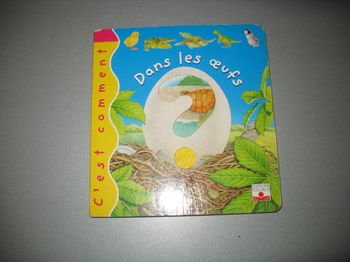 C'est comment
Dans les œufs
?